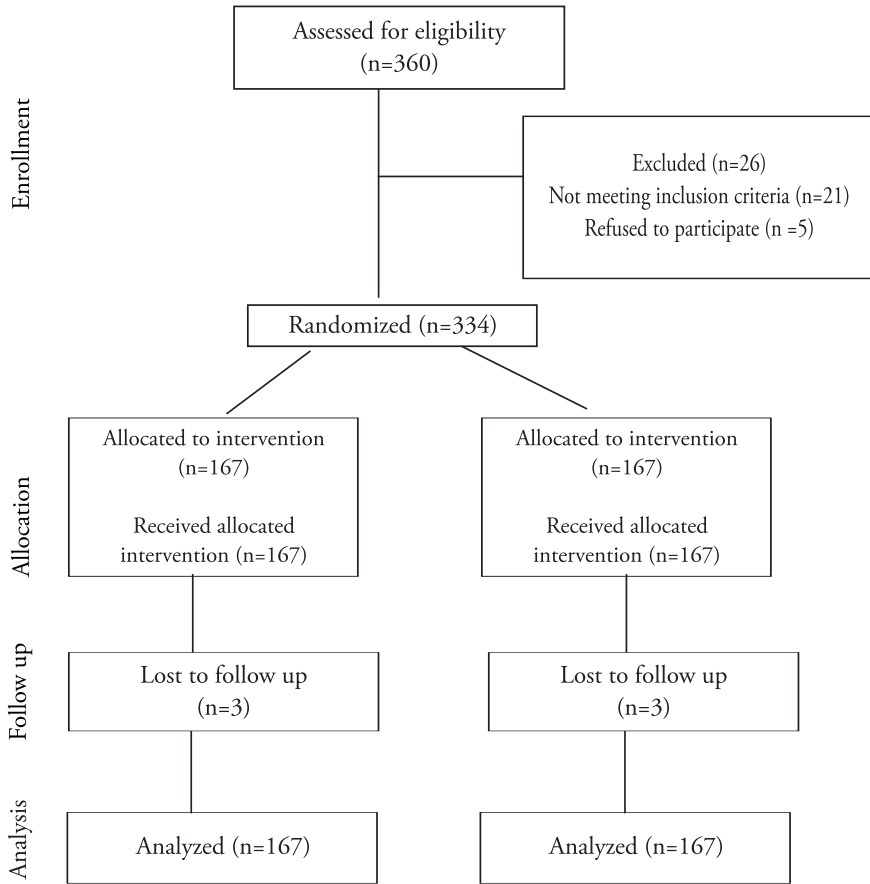 Enrollment
Assessed for eligibility
(n=360)
Excluded (n=26)
Not meeting inclusion criteria (n=21)
Refused to participate (n =5)
Randomized (n=334)
Allocation
Allocated to intervention
(n=167)
Received allocated
intervention (n=167)
Allocated to intervention
(n=167)
Received allocated
intervention (n=167)
Follow up
Lost to follow up
(n=3)
Lost to follow up
(n=3)
Analysis
Analyzed (n=167)
Analyzed (n=167)